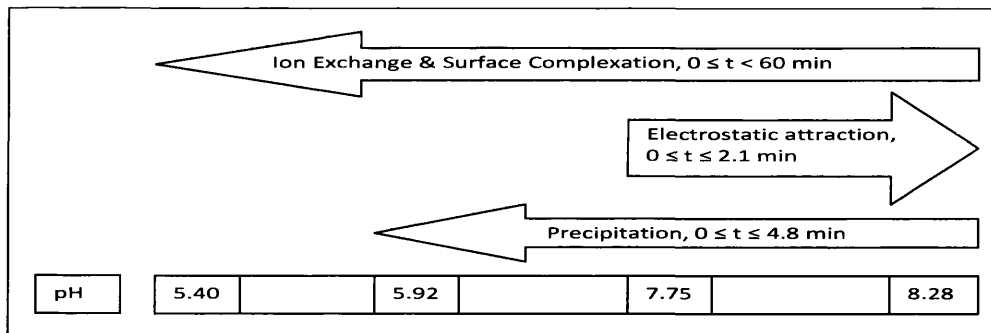 Ion Exchange & Surface Complexation, 0 ≤ t < 60 min
Electrostatic attraction,
0 ≤ t ≤ 2.1 min
Precipitation, 0 ≤ t ≤ 4.8 min
pH 5.40 5.92 7.75 8.28